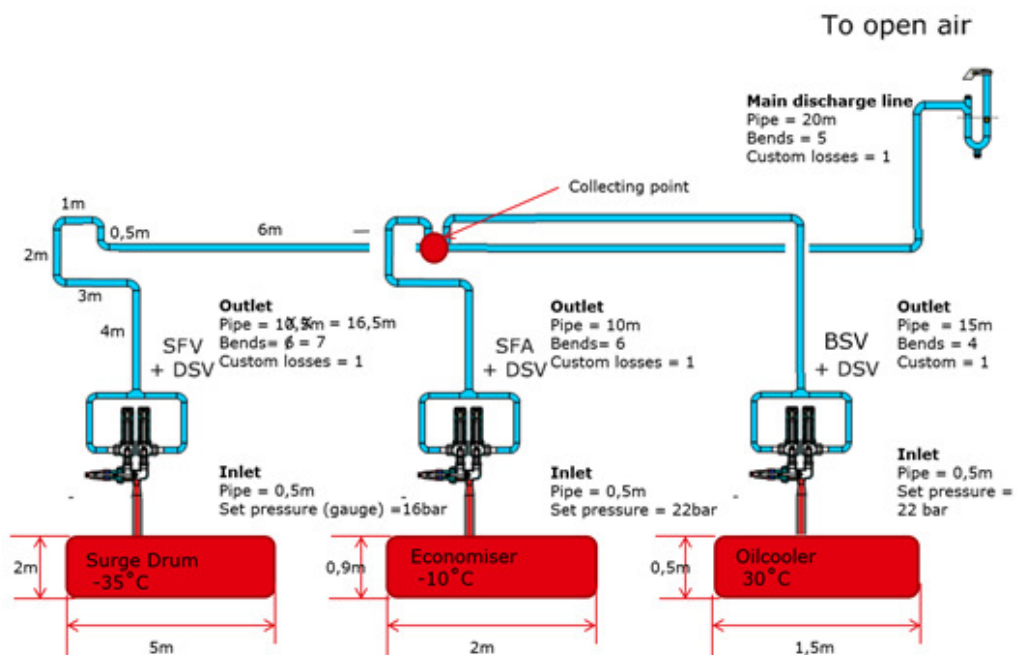 To open air
Main discharge line
Pipe = 20m
Bends = 5
Custom losses = 1
Collecting point
1m
0,5m
6m
2m
3m
4m
Outlet
= 16,5m
= 7
Custom losses = 1
SFV
+ DSV
Outlet
Pipe = 10m
Bends= 6
Custom losses = 1
SFA
+ DSV
Outlet
Pipe = 15m
Bends = 4
Custom = 1
BSV
+ DSV
Inlet
Pipe = 0,5m
Set pressure (gauge) =16bar
Inlet
Pipe = 0,5m
Set pressure = 22bar
Inlet
Pipe = 0,5m
Set pressure =
22 bar
2m
Surge Drum
-35˚C
5m
0,9m
Economiser
-10˚C
2m
0,5m
Oilcooler
30˚C
1,5m